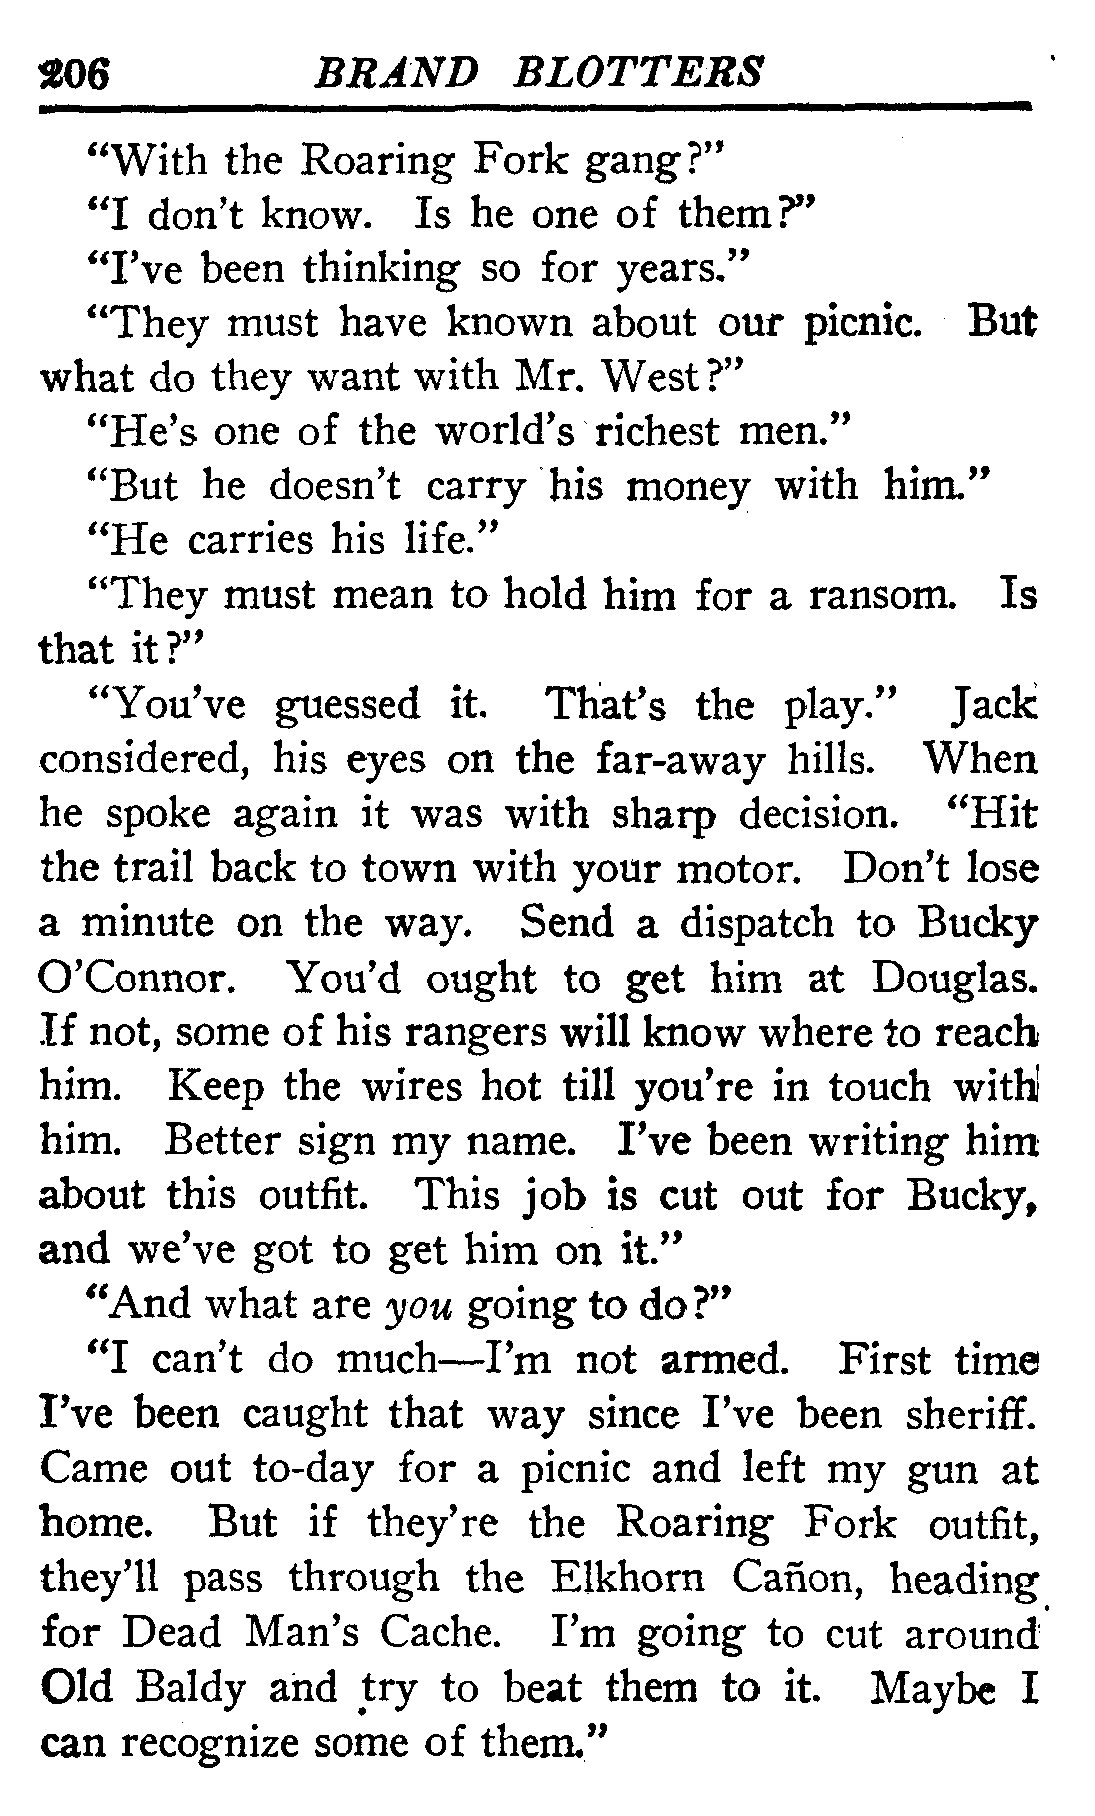 206 BRAND BLOTTERS
“With the Roaring Fork gang?”
“I don't know. Is he one of them?”
“I've been thinking so for years.”
“They must have known about our picnic. But
what do they want with Mr. West?”
“He's one of the world's richest men.”
“But he doesn't carry his money with him.”
“He carries his life.”
“They must mean to hold him for a ransom. Is
that it?”
“You've guessed it. That's the play.” Jack
considered, his eyes on the far-away hills. When
he spoke again it was with sharp decision. “Hit
the trail back to town with your motor. Don't lose
a minute on the way. Send a dispatch to Bucky
O'Connor. You'd ought to get him at Douglas.
If not, some of his rangers will know where to reach
him. Keep the wires hot till you're in touch with
him. Better sign my name. I've been writing him
about this outfit. This job is cut out for Bucky,
and we've got to get him on it.”
“And what are you going to do?”
“I can't do much—I'm not armed. First time
I've been caught that way since I've been sheriff.
Came out to-day for a picnic and left my gun at
home. But if they're the Roaring Fork outfit,
they'll pass through the Elkhorn Cañon, heading
for Dead Man's Cache. I'm going to cut around
Old Baldy and try to beat them to it. Maybe I
can recognize some of them.”